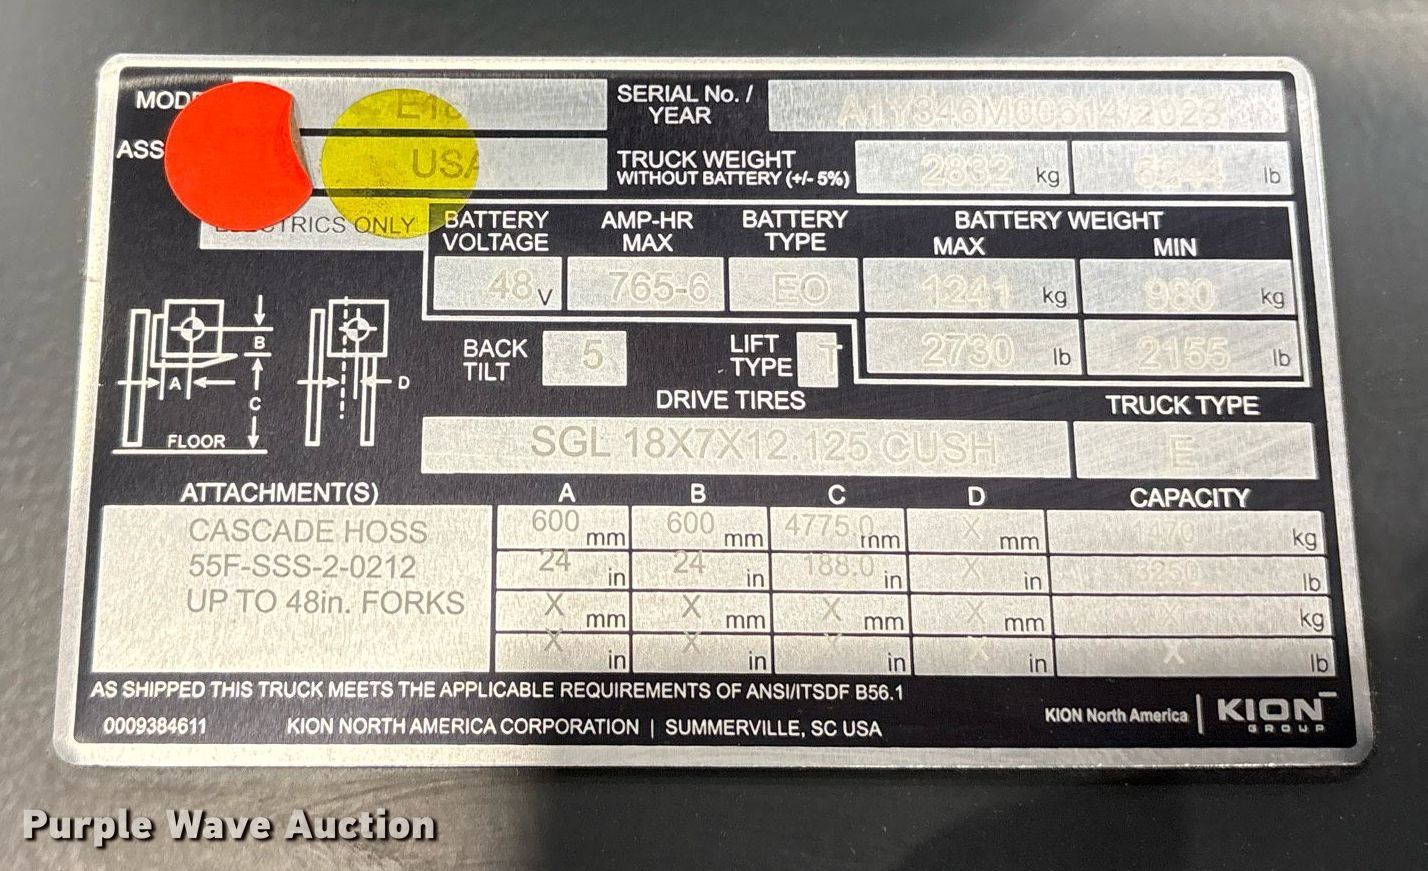 SERIAL No. /
YEAR
USA
TRUCK WEIGHT
WITHOUT BATTERY (+/- 5%)
2832 kg lb
ONLY
BATTERY VOLTAGE
48 V
AMP-HR MAX
765-6
BATTERY TYPE
EO
BATTERY WEIGHT
MAX MIN
1241 kg 980 kg
2730 lb 2155 lb
BACK TILT 5
LIFT TYPE T
DRIVE TIRES
SGL 18X7X12.125 CUSH
TRUCK TYPE
E
A B C D
FLOOR
ATTACHMENT(S) A B C D CAPACITY
CASCADE HOSS
55F-SSS-2-0212
UP TO 48in. FORKS
600 mm 600 mm 4775.0 mm X mm 1470 kg
24 in 24 in 188.0 in X in 3250 lb
X mm X mm X mm X mm X kg
X in X in X in X in X lb
AS SHIPPED THIS TRUCK MEETS THE APPLICABLE REQUIREMENTS OF ANSI/ITSDF B56.1
0009384611 KION NORTH AMERICA CORPORATION | SUMMERVILLE, SC USA
KION North America | KION GROUP
Purple Wave Auction